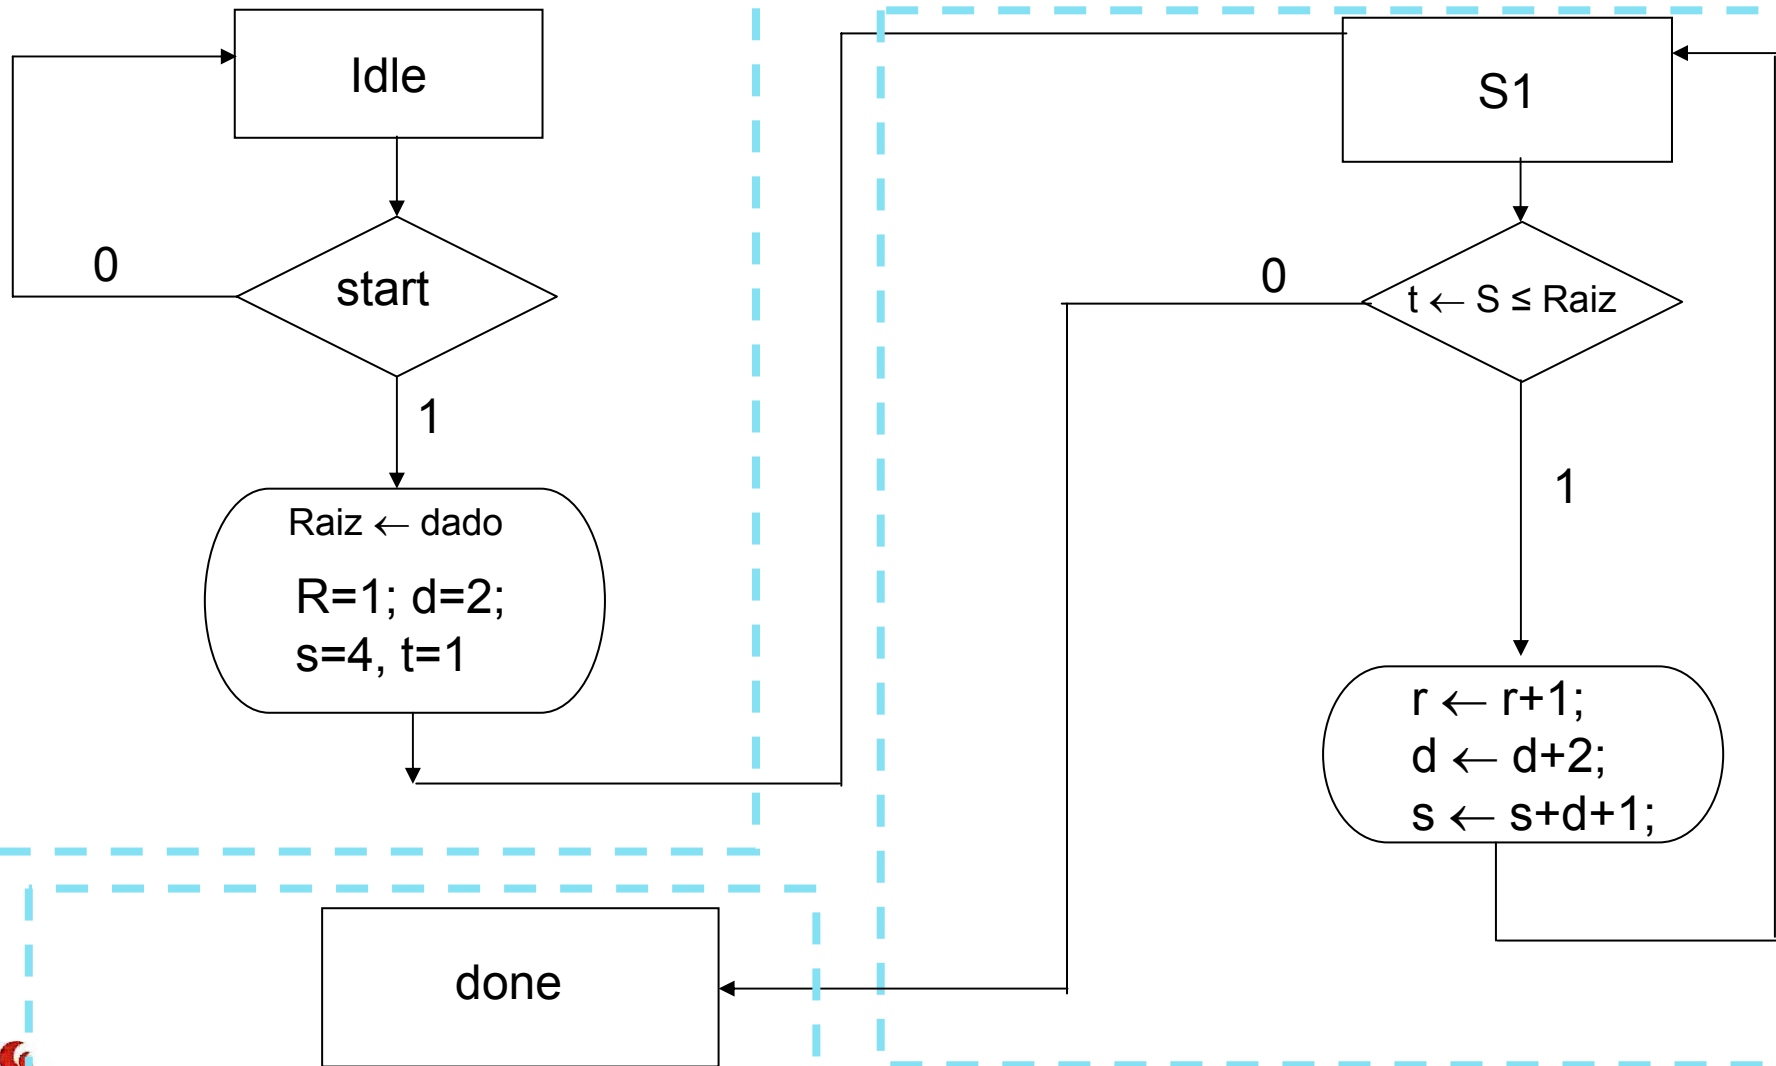 Idle
start
0
1
Raiz ← dado
R=1; d=2;
s=4, t=1
S1
t ← S ≤ Raiz
0
1
r ← r+1;
d ← d+2;
s ← s+d+1;
done